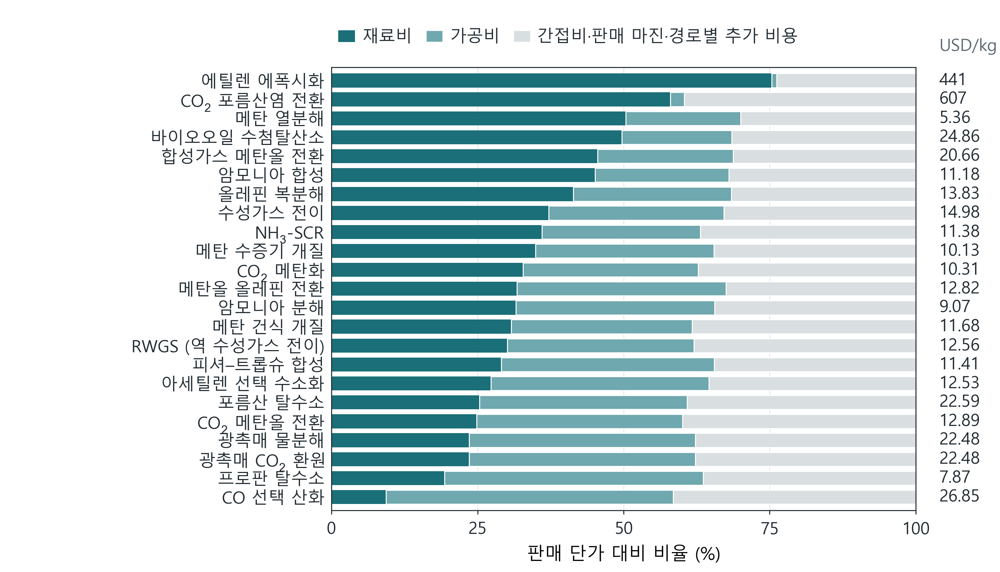 재료비 가공비 간접비·판매 마진·경로별 추가 비용
USD/kg
에틸렌 에폭시화 441
CO₂ 포름산염 전환 607
메탄 열분해 5.36
바이오오일 수첨탈산소 24.86
합성가스 메탄올 전환 20.66
암모니아 합성 11.18
올레핀 복분해 13.83
수성가스 전이 14.98
NH₃-SCR 11.38
메탄 수증기 개질 10.13
CO₂ 메탄화 10.31
메탄올 올레핀 전환 12.82
암모니아 분해 9.07
메탄 건식 개질 11.68
RWGS (역 수성가스 전이) 12.56
피셔–트롭슈 합성 11.41
아세틸렌 선택 수소화 12.53
포름산 탈수소 22.59
CO₂ 메탄올 전환 12.89
광촉매 물분해 22.48
광촉매 CO₂ 환원 22.48
프로판 탈수소 7.87
CO 선택 산화 26.85
0 25 50 75 100
판매 단가 대비 비율 (%)